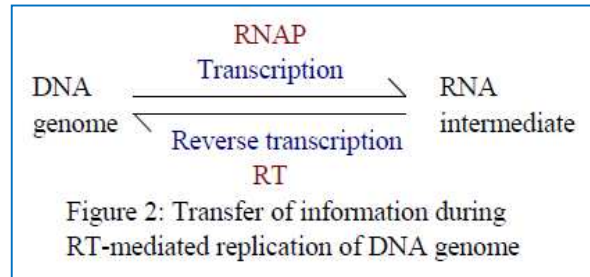 RNAP
Transcription
DNA
genome
RNA
intermediate
Reverse transcription
RT
Figure 2: Transfer of information during
RT-mediated replication of DNA genome